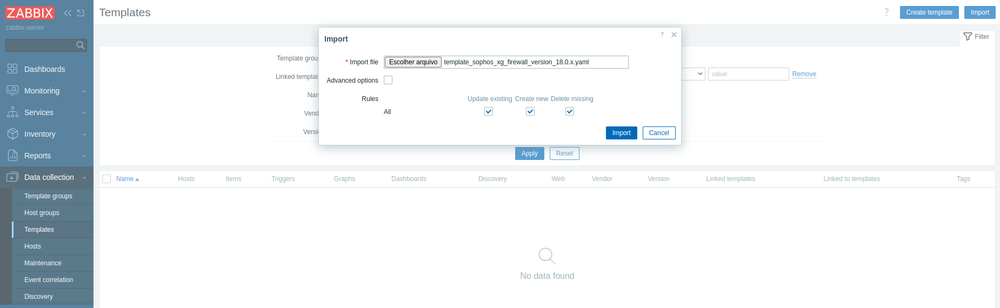 ZABBIX
zabbix-server
Dashboards
Monitoring
Services
Inventory
Reports
Data collection
Template groups
Host groups
Templates
Hosts
Maintenance
Event correlation
Discovery
Templates
? Create template Import
Filter
Template grou
Linked template
Nam
Vend
Versio
value Remove
Import
?
* Import file Escolher arquivo template_sophos_xg_firewall_version_18.0.x.yaml
Advanced options
Rules Update existing Create new Delete missing
All
Import Cancel
Apply Reset
Name Hosts Items Triggers Graphs Dashboards Discovery Web Vendor Version Linked templates Linked to templates Tags
No data found